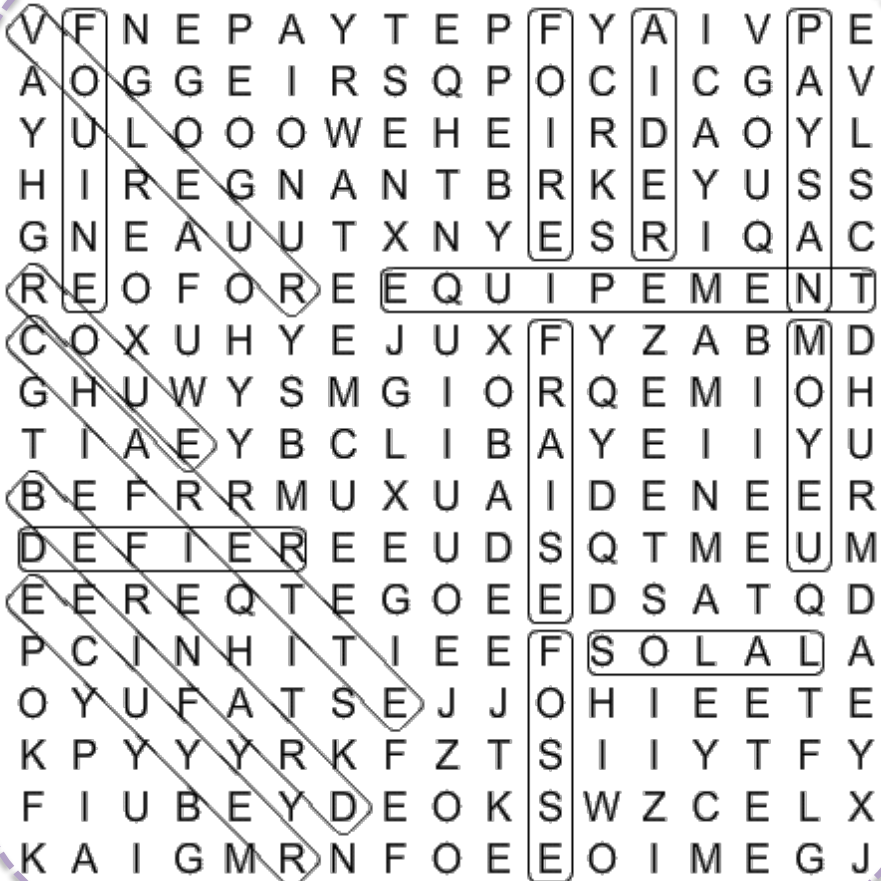 V F N E P A Y T E P F Y A I V P E
A O G G E I R S Q P O C I C G A V
Y U L O O O W E H E I R D A O Y L
H I R E G N A N T B R K E Y U S S
G N E A U U T X N Y E S R I Q A C
R E O F O R E E Q U I P E M E N T
C O X U H Y E J U X F Y Z A B M D
G H U W Y S M G I O R Q E M I O H
T I A E Y B C L I B A Y E I I Y U
B E F R R M U X U A I D E N E E R
D E F I E R E E U D S Q T M E U M
E E R E Q T E G O E E D S A T Q D
P C I N H I T I E E F S O L A L A
O Y U F A T S E J J O H I E E T E
K P Y Y Y R K F Z T S I I Y T F Y
F I U B E Y D E O K S W Z C E L X
K A I G M R N F O E E O I M E G J